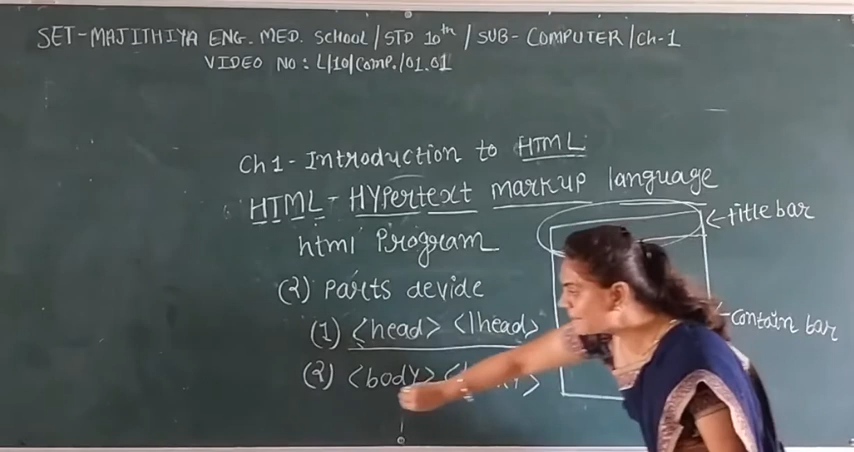 SET-MAJITHIYA ENG. MED. SCHOOL / STD 10th / SUB- COMPUTER / Ch-1
VIDEO NO : L/10/Comp./01.01
Ch 1 - Introduction to HTML
HTML - HYPertext markup language
html Program
(2) Parts devide
(1) <head> </head>
(2) <body>
title bar
contain bar